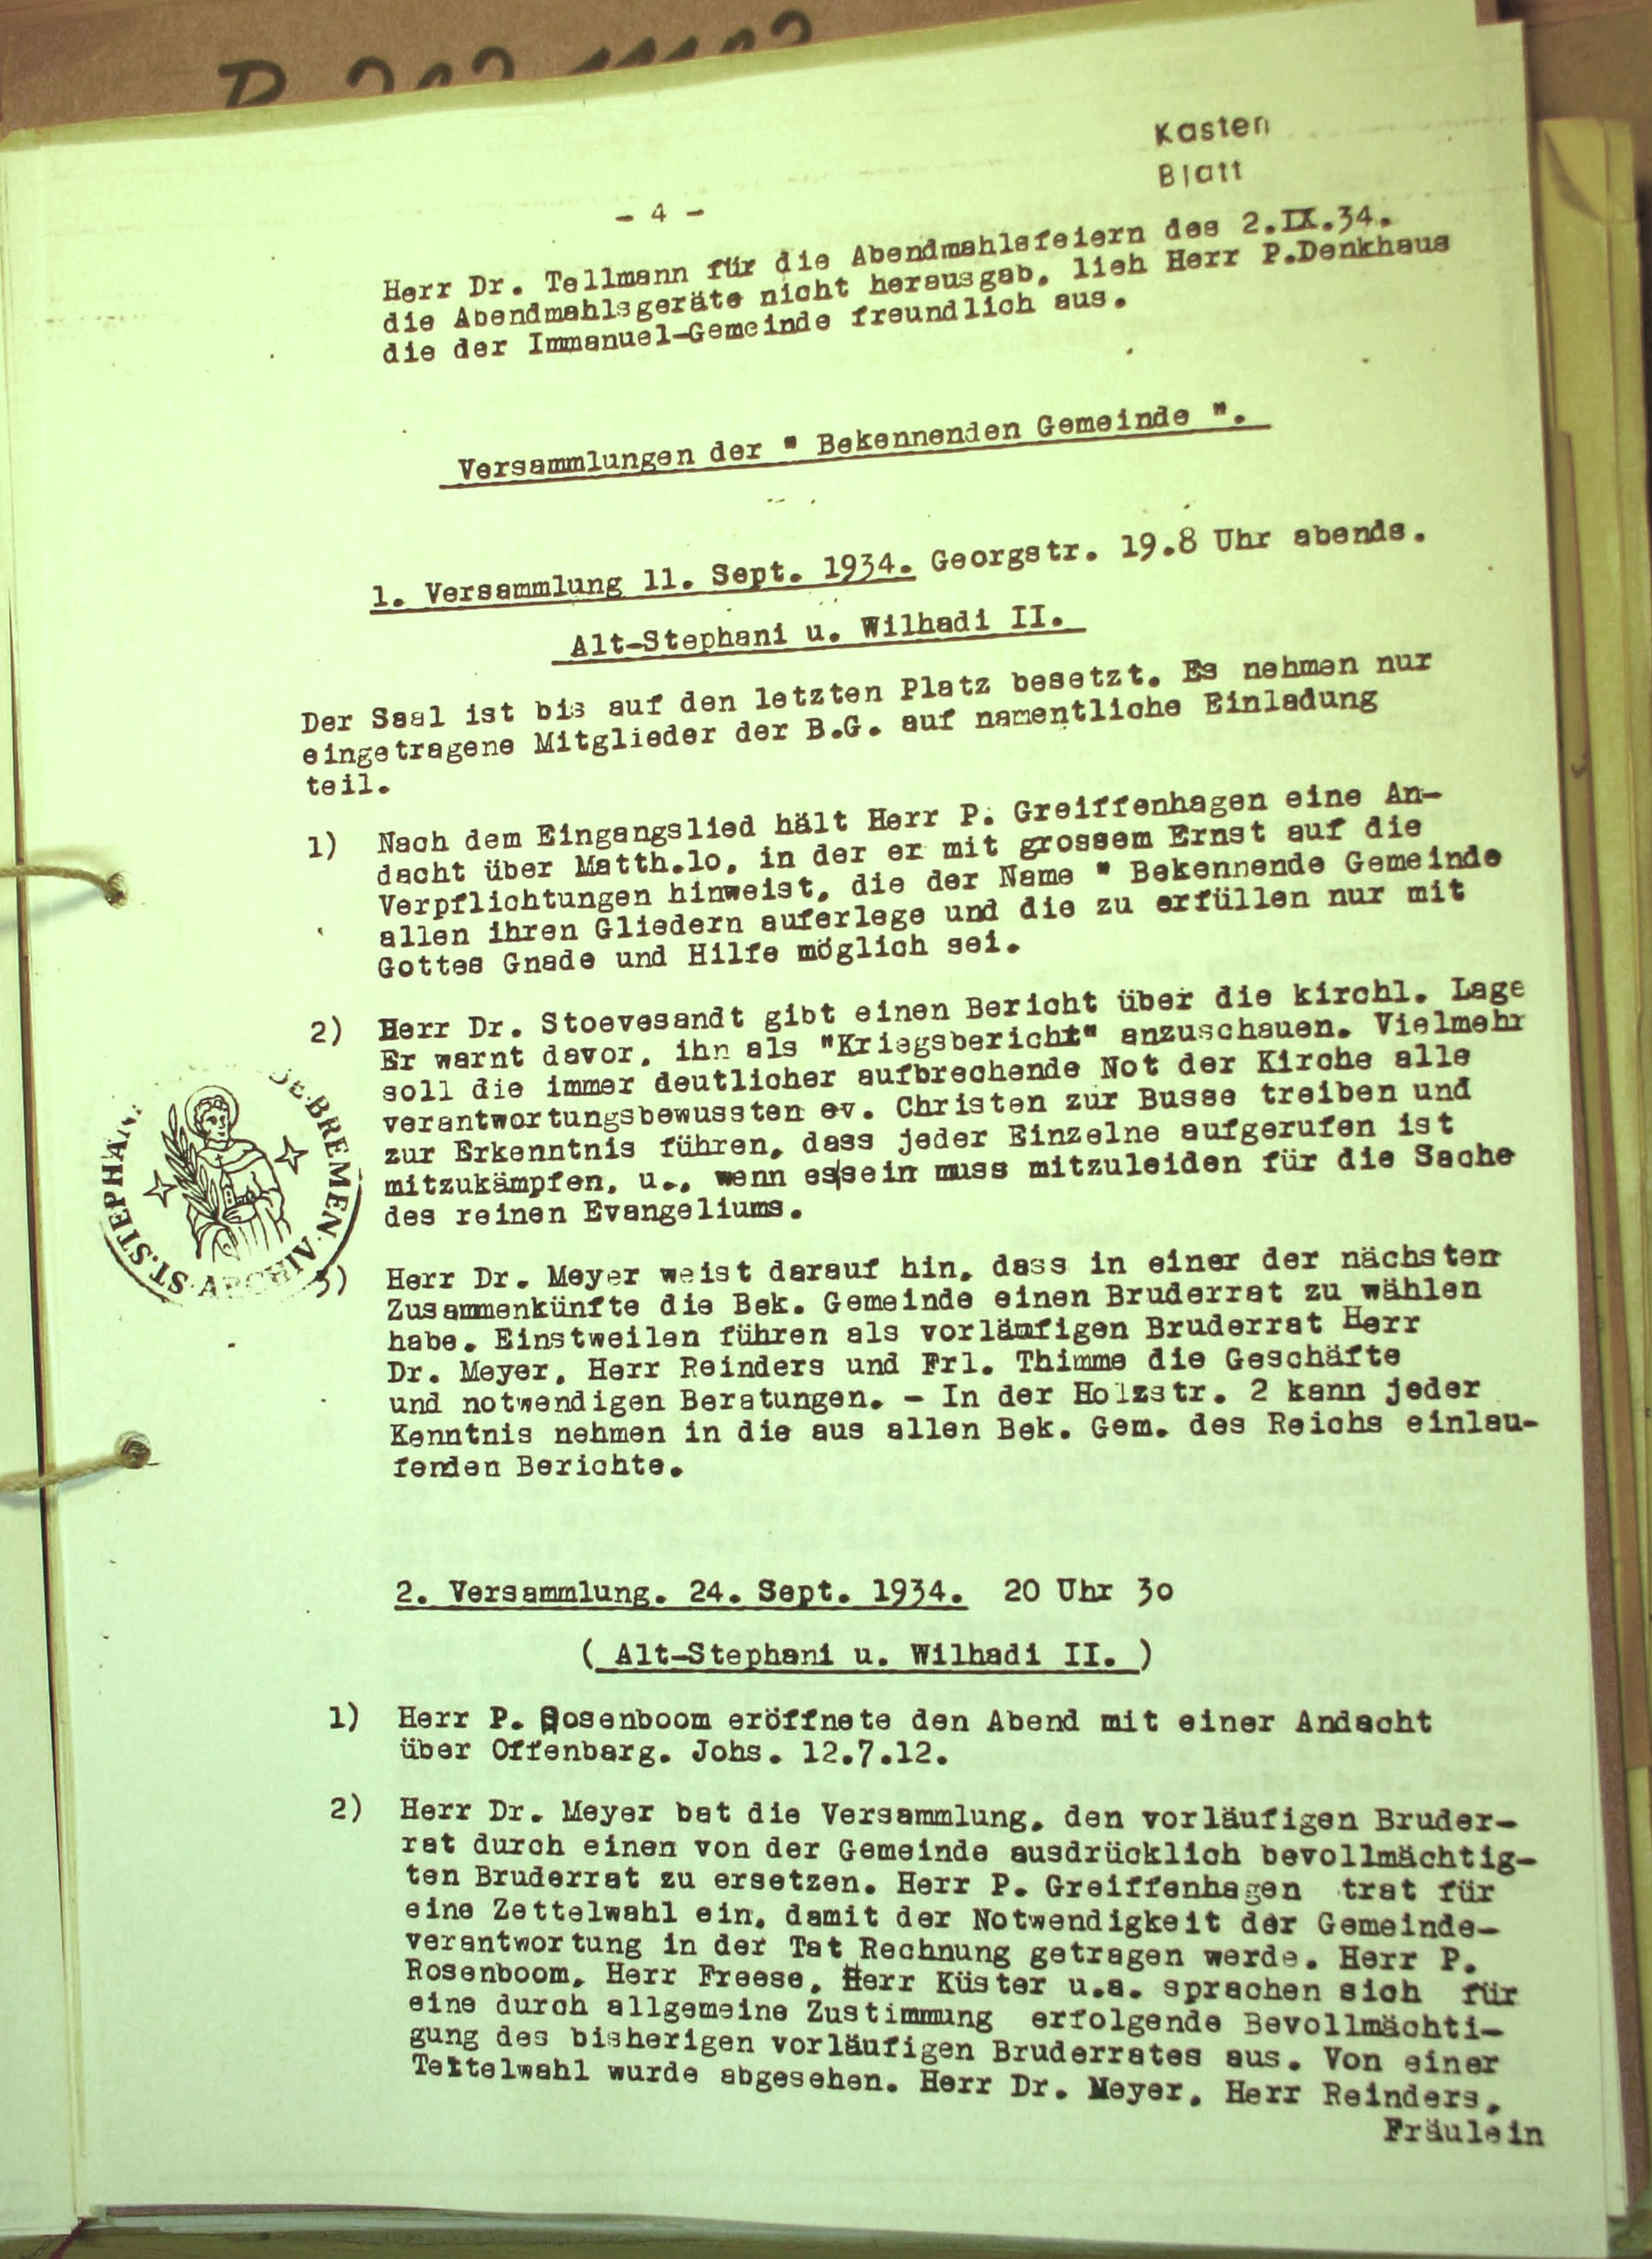 Kasten
Blatt
- 4 -
Herr Dr. Tellmann für die Abendmahlsfeiern des 2.IX.34.
die Abendmahlsgeräte nicht herausgab, lieh Herr P.Denkhaus
die der Immanuel-Gemeinde freundlich aus.
Versammlungen der " Bekennenden Gemeinde ".
1. Versammlung 11. Sept. 1934. Georgstr. 19.8 Uhr abends.
Alt-Stephani u. Wilhadi II.
Der Saal ist bis auf den letzten Platz besetzt. Es nehmen nur
eingetragene Mitglieder der B.G. auf namentliche Einladung
teil.
1) Nach dem Eingangslied hält Herr P. Greiffenhagen eine An-
dacht über Matth.lo, in der er mit grossem Ernst auf die
Verpflichtungen hinweist, die der Name " Bekennende Gemeinde
allen ihren Gliedern auferlege und die zu erfüllen nur mit
Gottes Gnade und Hilfe möglich sei.
2) Herr Dr. Stoevesandt gibt einen Bericht über die kirchl. Lage
Er warnt davor, ihn als "Kriegsbericht" anzuschauen. Vielmehr
soll die immer deutlicher aufbrechende Not der Kirche alle
verantwortungsbewussten ev. Christen zur Busse treiben und
zur Erkenntnis führen, dass jeder Einzelne aufgerufen ist
mitzukämpfen, u., wenn es sein muss mitzuleiden für die Sache
des reinen Evangeliums.
ST. ARCHIV
BREMEN
3) Herr Dr. Meyer weist darauf hin, dass in einer der nächsten
Zusammenkünfte die Bek. Gemeinde einen Bruderrat zu wählen
habe. Einstweilen führen als vorläufigen Bruderrat Herr
Dr. Meyer, Herr Reinders und Frl. Thimme die Geschäfte
und notwendigen Beratungen. - In der Holzstr. 2 kann jeder
Kenntnis nehmen in die aus allen Bek. Gem. des Reichs einlau-
fenden Berichte.
2. Versammlung. 24. Sept. 1934. 20 Uhr 3o
( Alt-Stephani u. Wilhadi II. )
1) Herr P. Rosenboom eröffnete den Abend mit einer Andacht
über Offenbarg. Johs. 12.7.12.
2) Herr Dr. Meyer bat die Versammlung, den vorläufigen Bruder-
rat durch einen von der Gemeinde ausdrücklich bevollmächtig-
ten Bruderrat zu ersetzen. Herr P. Greiffenhagen trat für
eine Zettelwahl ein, damit der Notwendigkeit der Gemeinde-
verantwortung in der Tat Rechnung getragen werde. Herr P.
Rosenboom, Herr Freese, Herr Küster u.a. sprachen sich für
eine durch allgemeine Zustimmung erfolgende Bevollmächti-
gung des bisherigen vorläufigen Bruderrates aus. Von einer
Tettelwahl wurde abgesehen. Herr Dr. Meyer, Herr Reinders,
Fräulein